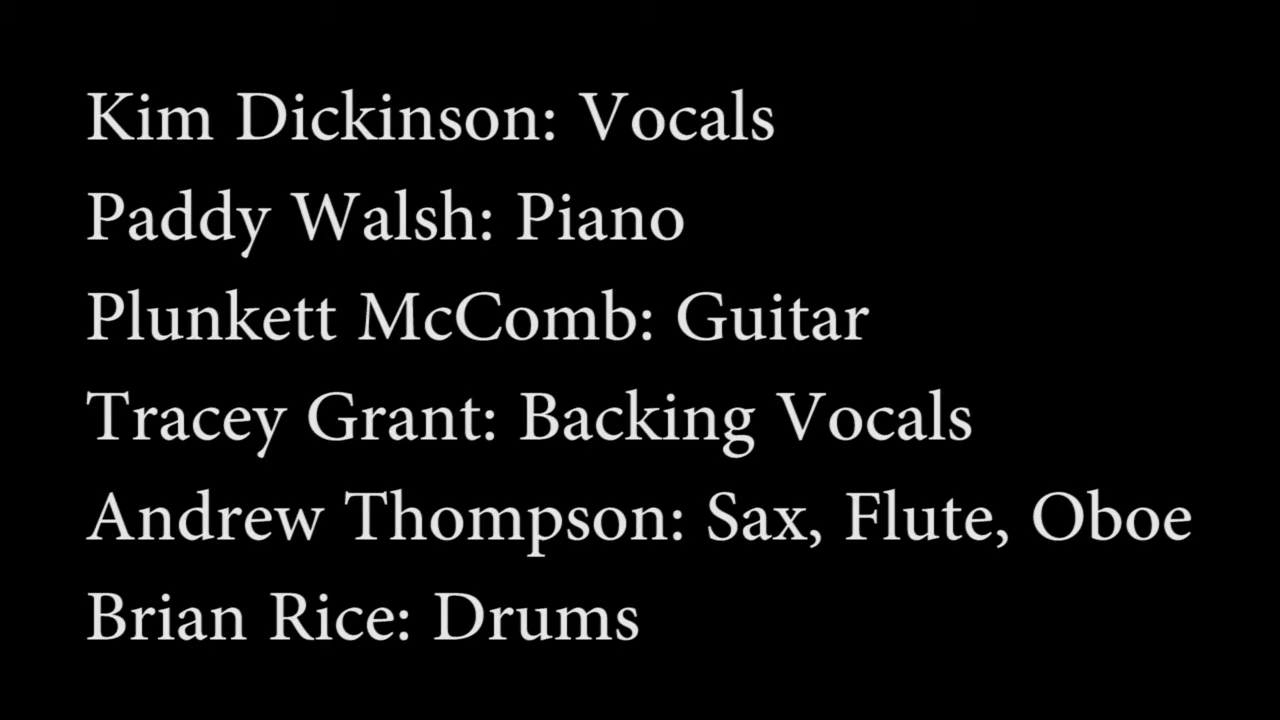 Kim Dickinson: Vocals
Paddy Walsh: Piano
Plunkett McComb: Guitar
Tracey Grant: Backing Vocals
Andrew Thompson: Sax, Flute, Oboe
Brian Rice: Drums